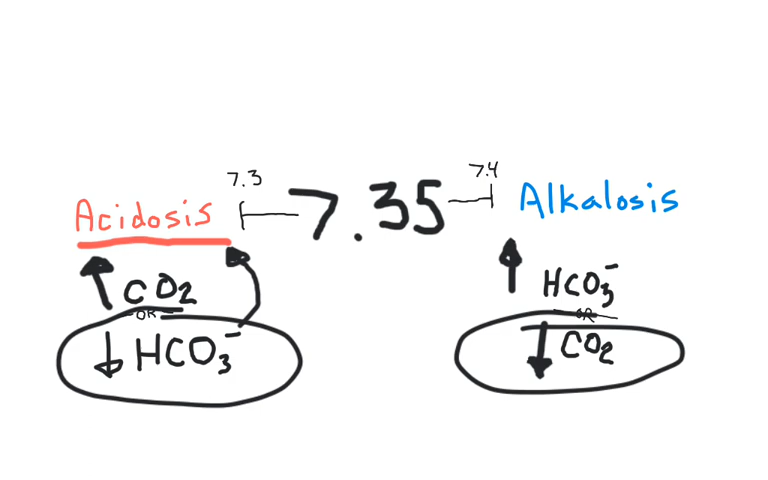 7.3
7.4
Acidosis
7.35
Alkalosis
CO2
HCO3-
OR
OR
HCO3-
CO2